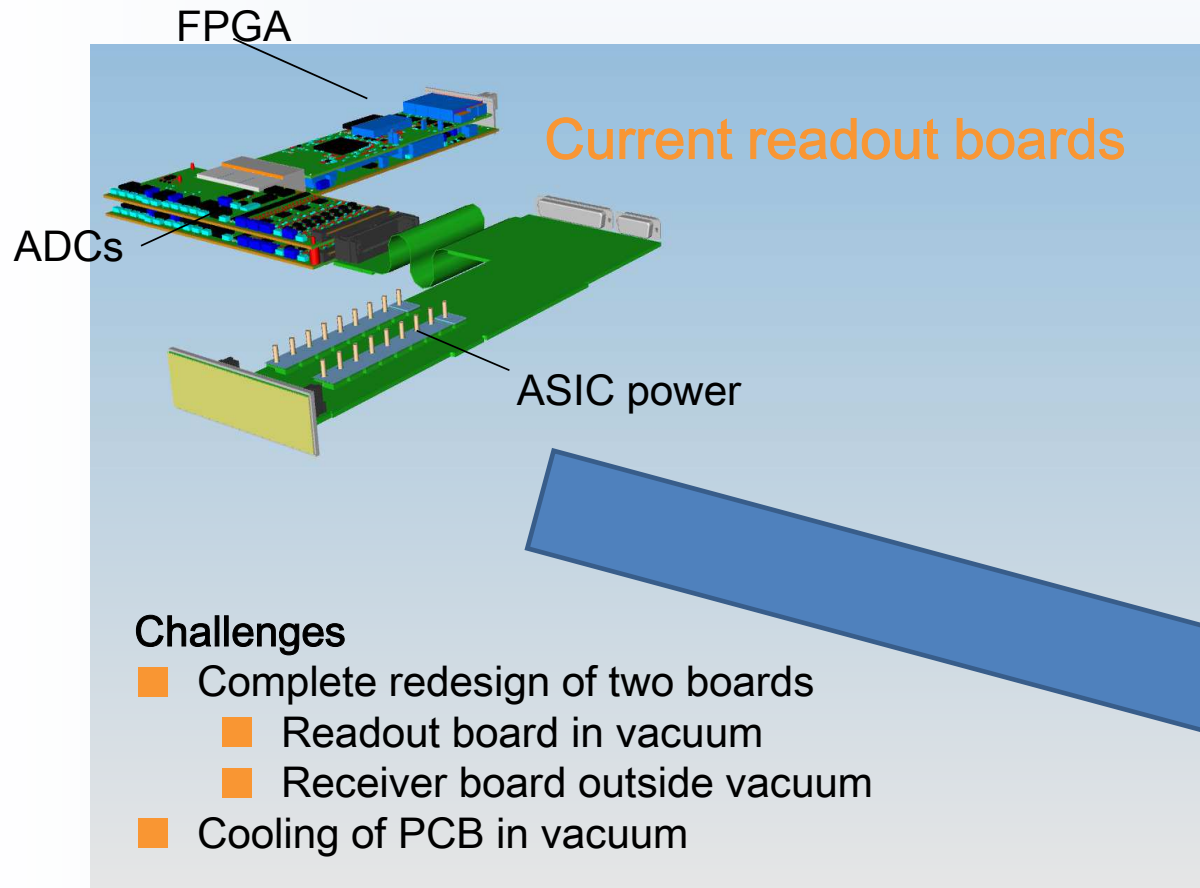 FPGA
Current readout boards
ADCs
ASIC power
Challenges
Complete redesign of two boards
Readout board in vacuum
Receiver board outside vacuum
Cooling of PCB in vacuum